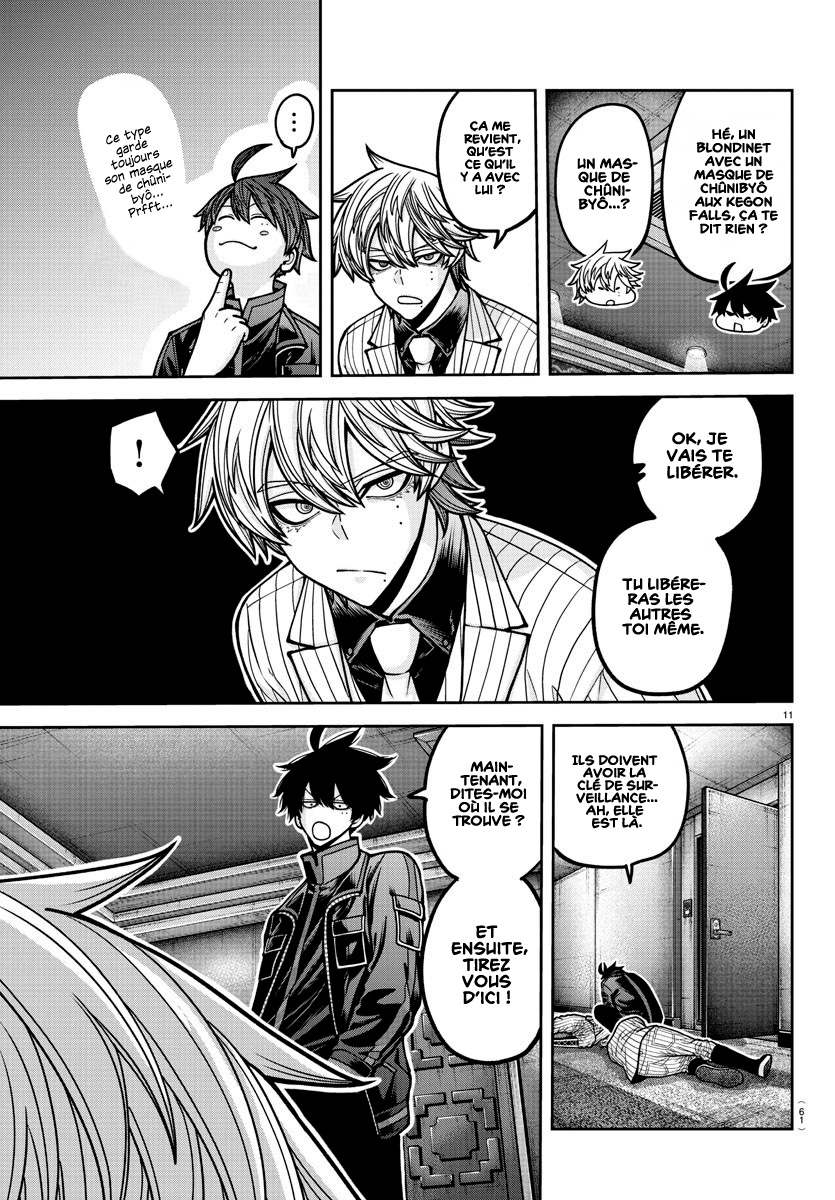 HÉ, UN
BLONDINET
AVEC UN
MASQUE DE
CHÛNIBYÔ
AUX KEGON
FALLS, ÇA TE
DIT RIEN ?
UN MAS-
QUE DE
CHÛNI-
BYÔ...?
ÇA ME
REVIENT,
QU'EST
CE QU'IL
Y A AVEC
LUI ?
...
Ce type
garde
toujours
son masque
de chûni-
byô...
Prfft...
OK, JE
VAIS TE
LIBÉRER.
TU LIBÉRE-
RAS LES
AUTRES
TOI MÊME.
!
11
ILS DOIVENT
AVOIR LA
CLÉ DE SUR-
VEILLANCE...
AH, ELLE
EST LÀ.
MAIN-
TENANT,
DITES-MOI
OÙ IL SE
TROUVE ?
ET
ENSUITE,
TIREZ
VOUS
D'ICI !
(61)